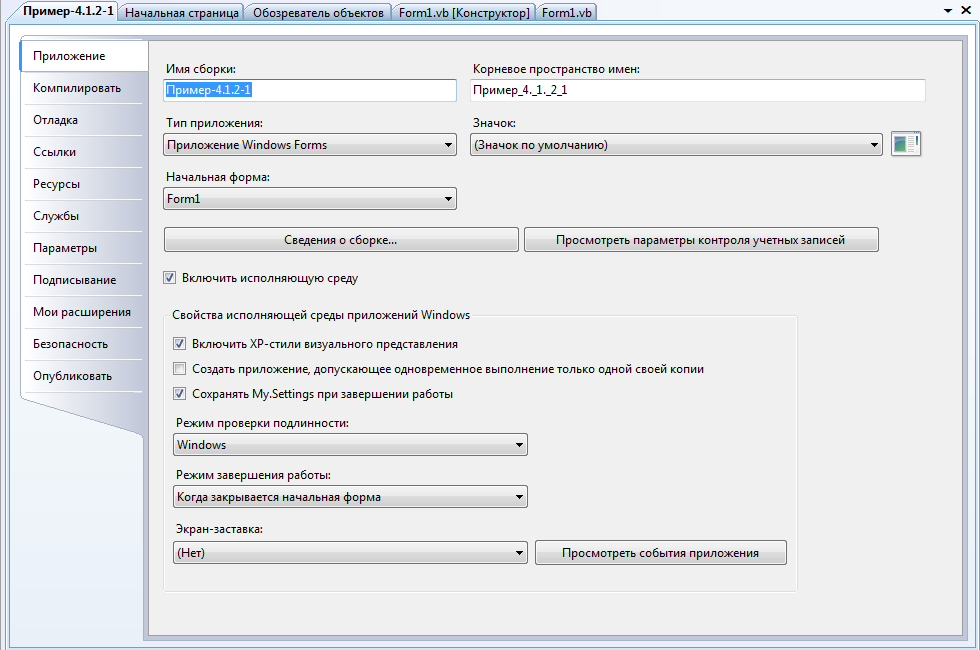 Пример-4.1.2-1 Начальная страница Обозреватель объектов Form1.vb [Конструктор] Form1.vb
Приложение
Компилировать
Отладка
Ссылки
Ресурсы
Службы
Параметры
Подписывание
Мои расширения
Безопасность
Опубликовать
Имя сборки: Корневое пространство имен:
Пример-4.1.2-1 Пример_4._1._2_1
Тип приложения: Значок:
Приложение Windows Forms (Значок по умолчанию)
Начальная форма:
Form1
Сведения о сборке... Просмотреть параметры контроля учетных записей
Включить исполняющую среду
Свойства исполняющей среды приложений Windows
Включить XP-стили визуального представления
Создать приложение, допускающее одновременное выполнение только одной своей копии
Сохранять My.Settings при завершении работы
Режим проверки подлинности:
Windows
Режим завершения работы:
Когда закрывается начальная форма
Экран-заставка:
(Нет) Просмотреть события приложения